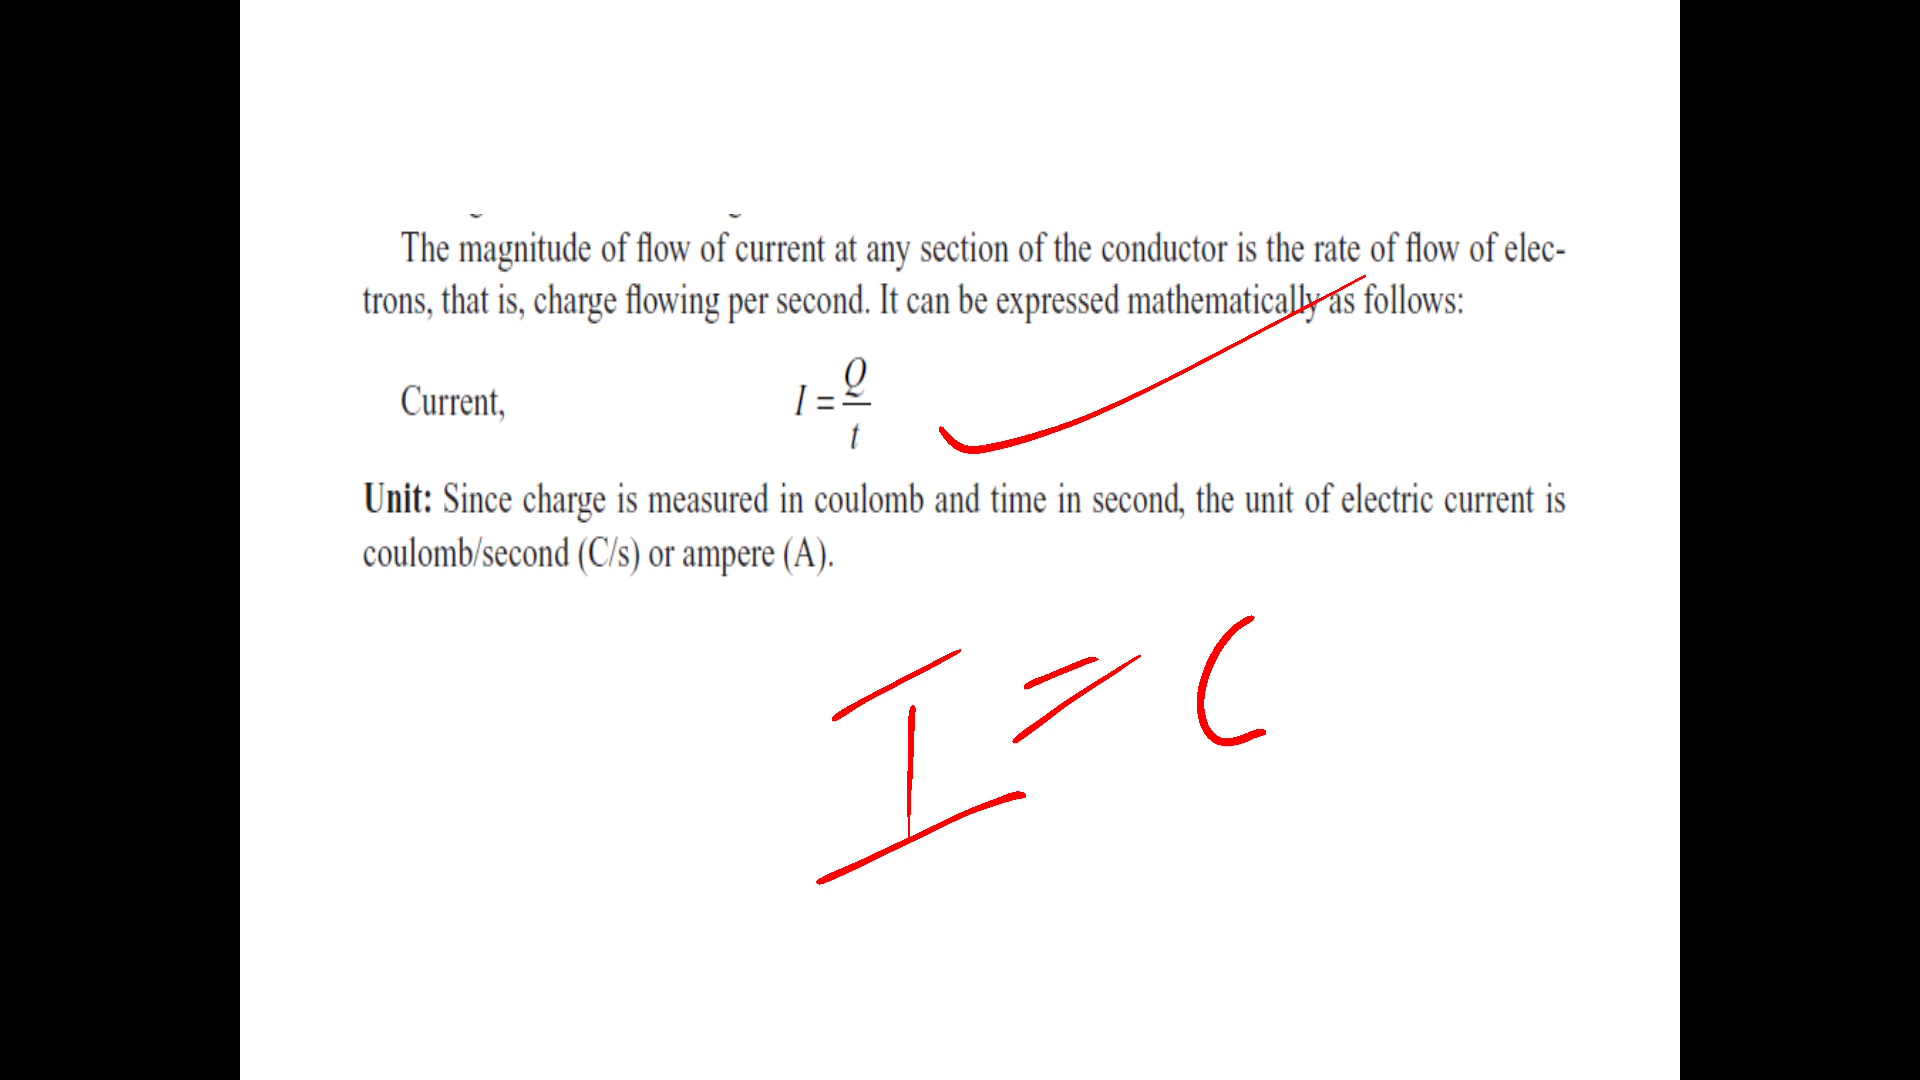 The magnitude of flow of current at any section of the conductor is the rate of flow of elec-
trons, that is, charge flowing per second. It can be expressed mathematically as follows:
Current, I = Q/t
Unit: Since charge is measured in coulomb and time in second, the unit of electric current is
coulomb/second (C/s) or ampere (A).
I = C